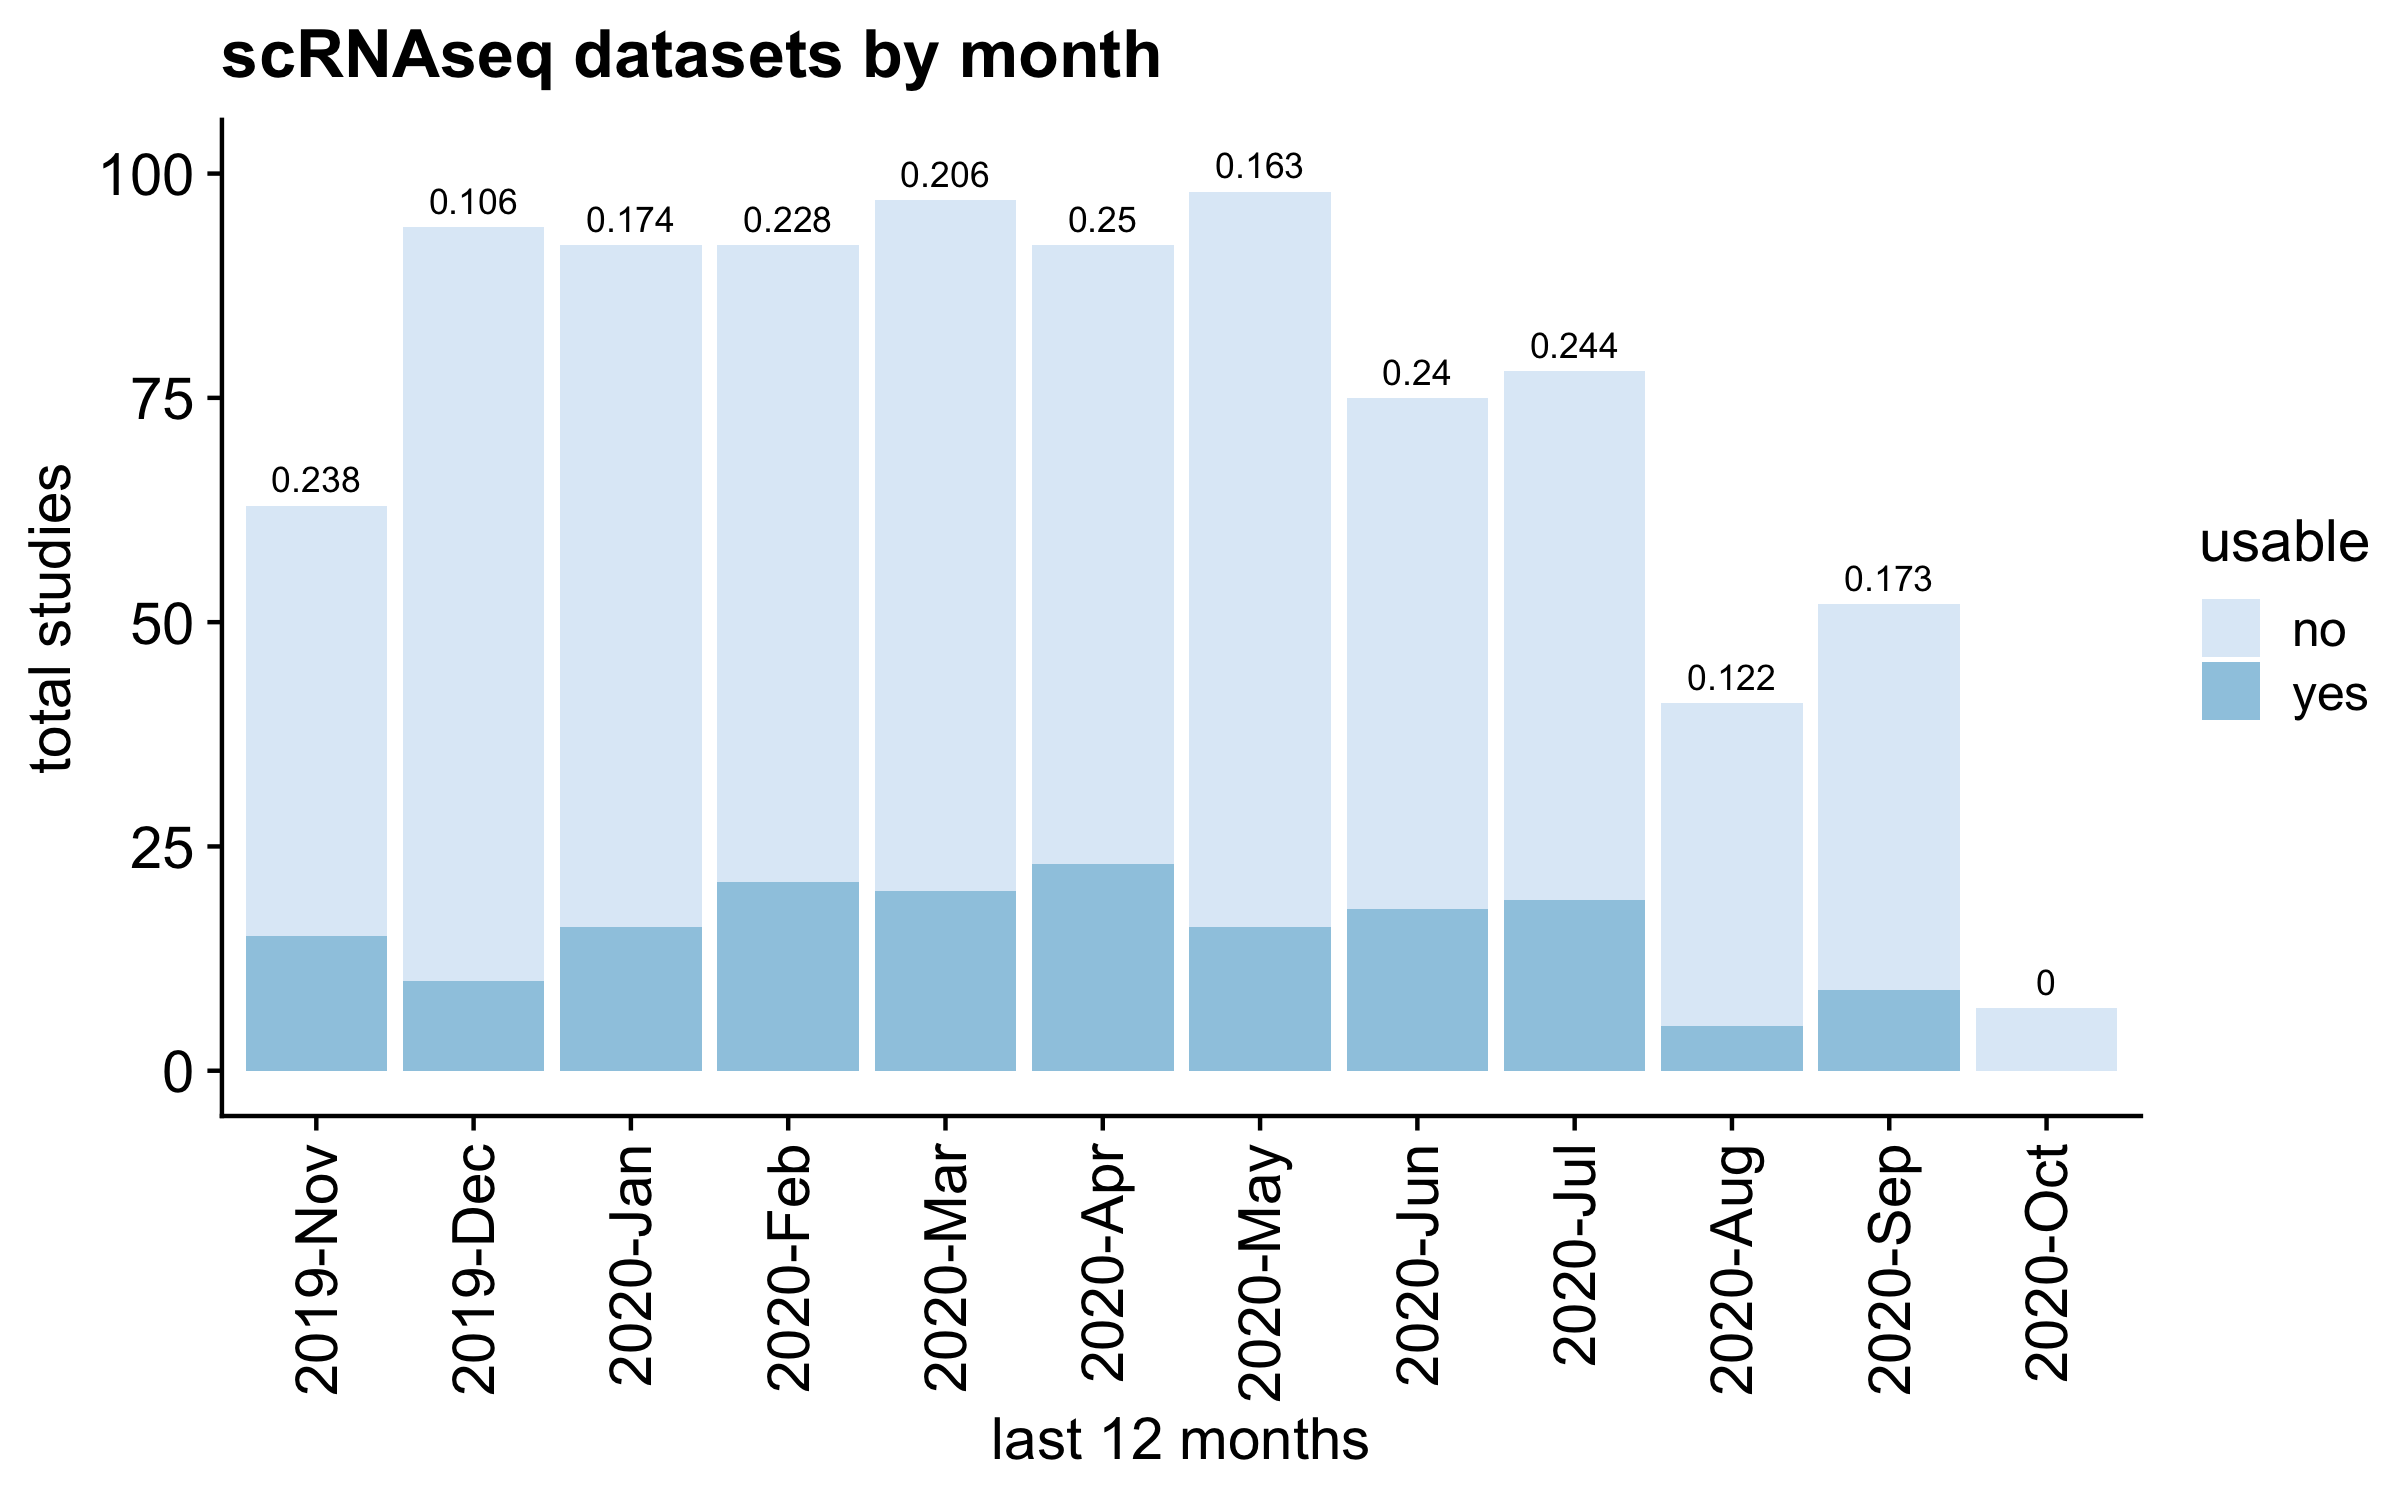 scRNAseq datasets by month
total studies
100
75
50
25
0
0.238
0.106
0.174
0.228
0.206
0.25
0.163
0.24
0.244
0.122
0.173
0
2019-Nov
2019-Dec
2020-Jan
2020-Feb
2020-Mar
2020-Apr
2020-May
2020-Jun
2020-Jul
2020-Aug
2020-Sep
2020-Oct
last 12 months
usable
no
yes